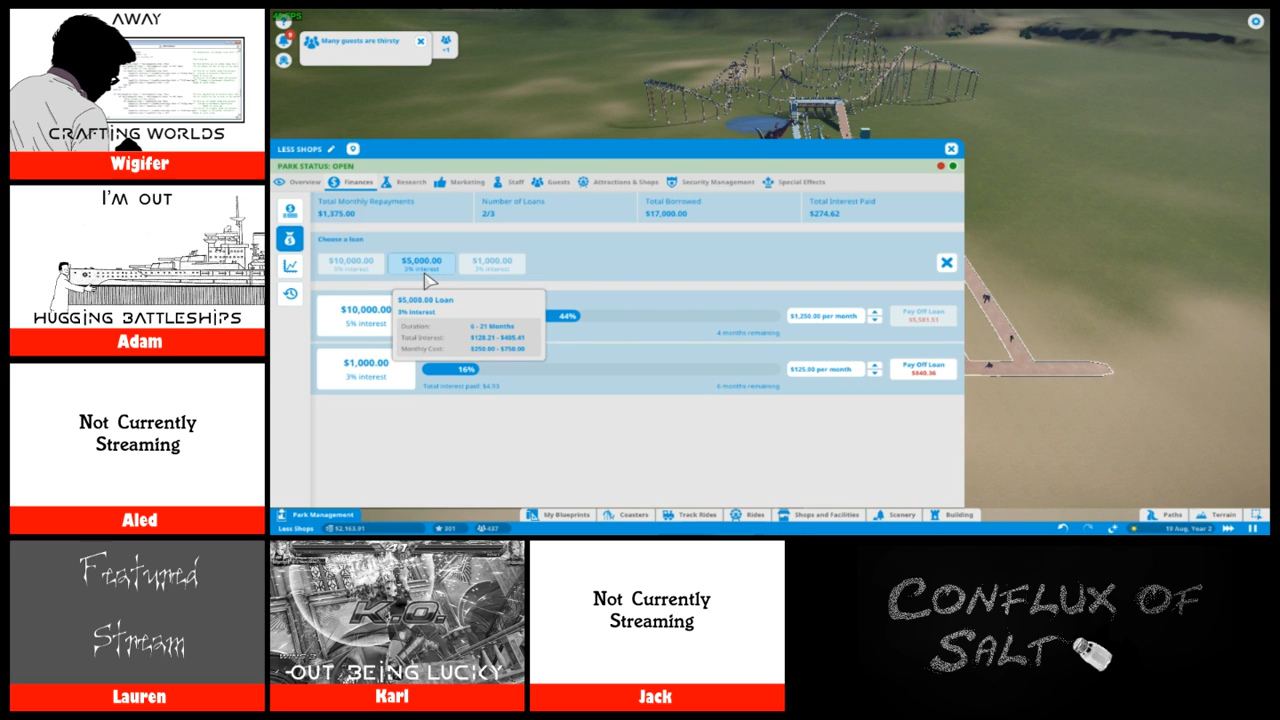 AWAY
CRAFTING WORLDS
Wigifer
I'M OUT
HUGGING BATTLESHIPS
Adam
Not Currently
Streaming
Aled
Featured
Stream
Lauren
Many guests are thirsty
+1
LESS SHOPS
PARK STATUS: OPEN
Overview Finances Research Marketing Staff Guests Attractions & Shops Security Management Special Effects
Total Monthly Repayments Number of Loans Total Borrowed Total Interest Paid
$1,375.00 2/3 $17,000.00 $274.62
Choose a loan
$10,000.00 $5,000.00 $1,000.00
3% interest 3% interest
$5,000.00 Loan
3% interest
Duration: 6 - 21 Months
Total Interest: $128.21 - $405.41
Monthly Cost: $250.00 - $750.00
$10,000.00 44% $1,250.00 per month Pay Off Loan
5% interest 4 months remaining
$1,000.00 16% $125.00 per month Pay Off Loan
3% interest $840.36
Total interest paid: $4.93 6 months remaining
Park Management My Blueprints Coasters Track Rides Rides Shops and Facilities Scenery Building Paths Terrain
Less Shops $2,163.91 301 437 19 Aug, Year 2
K.O.
OUT BEING LUCKY
Karl
Not Currently
Streaming
Jack
CONFLUX OF
SALT